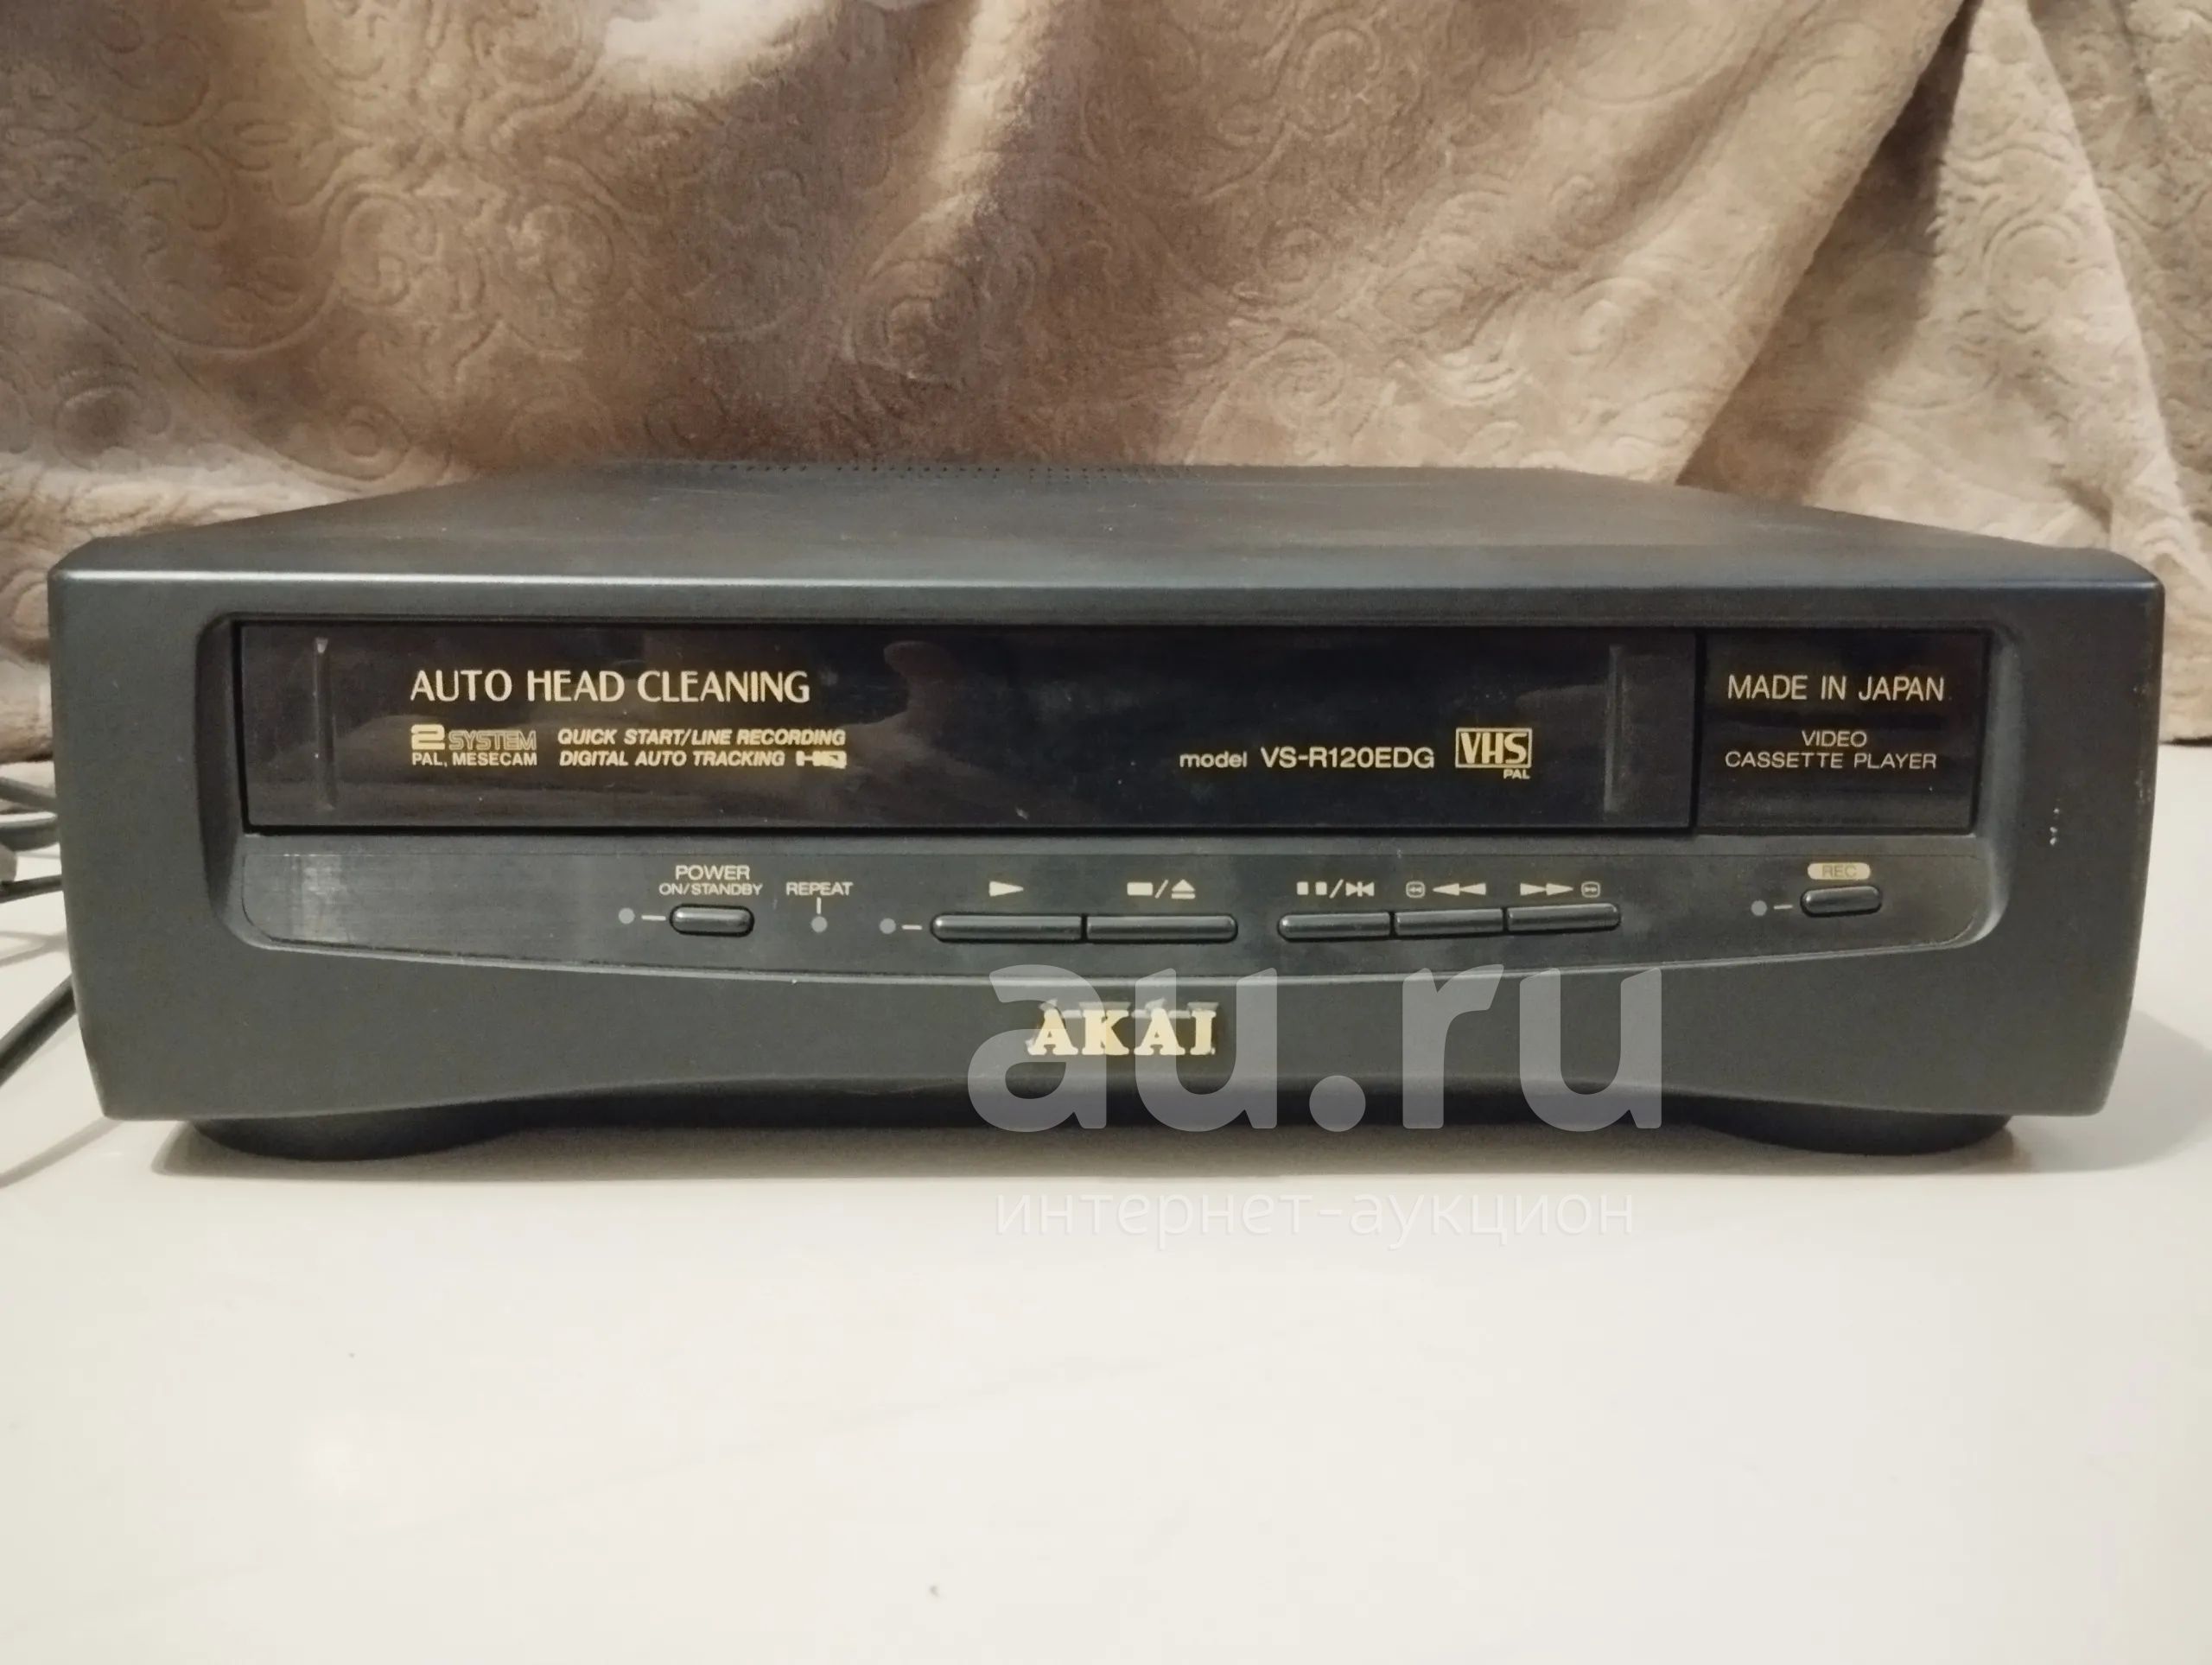 AUTO HEAD CLEANING
2 SYSTEM
PAL, MESECAM
QUICK START/LINE RECORDING
DIGITAL AUTO TRACKING HQ
model VS-R120EDG VHS
PAL
MADE IN JAPAN
VIDEO
CASSETTE PLAYER
POWER
ON/STANDBY
REPEAT
REC
AKAI
au.ru
интернет-аукцион